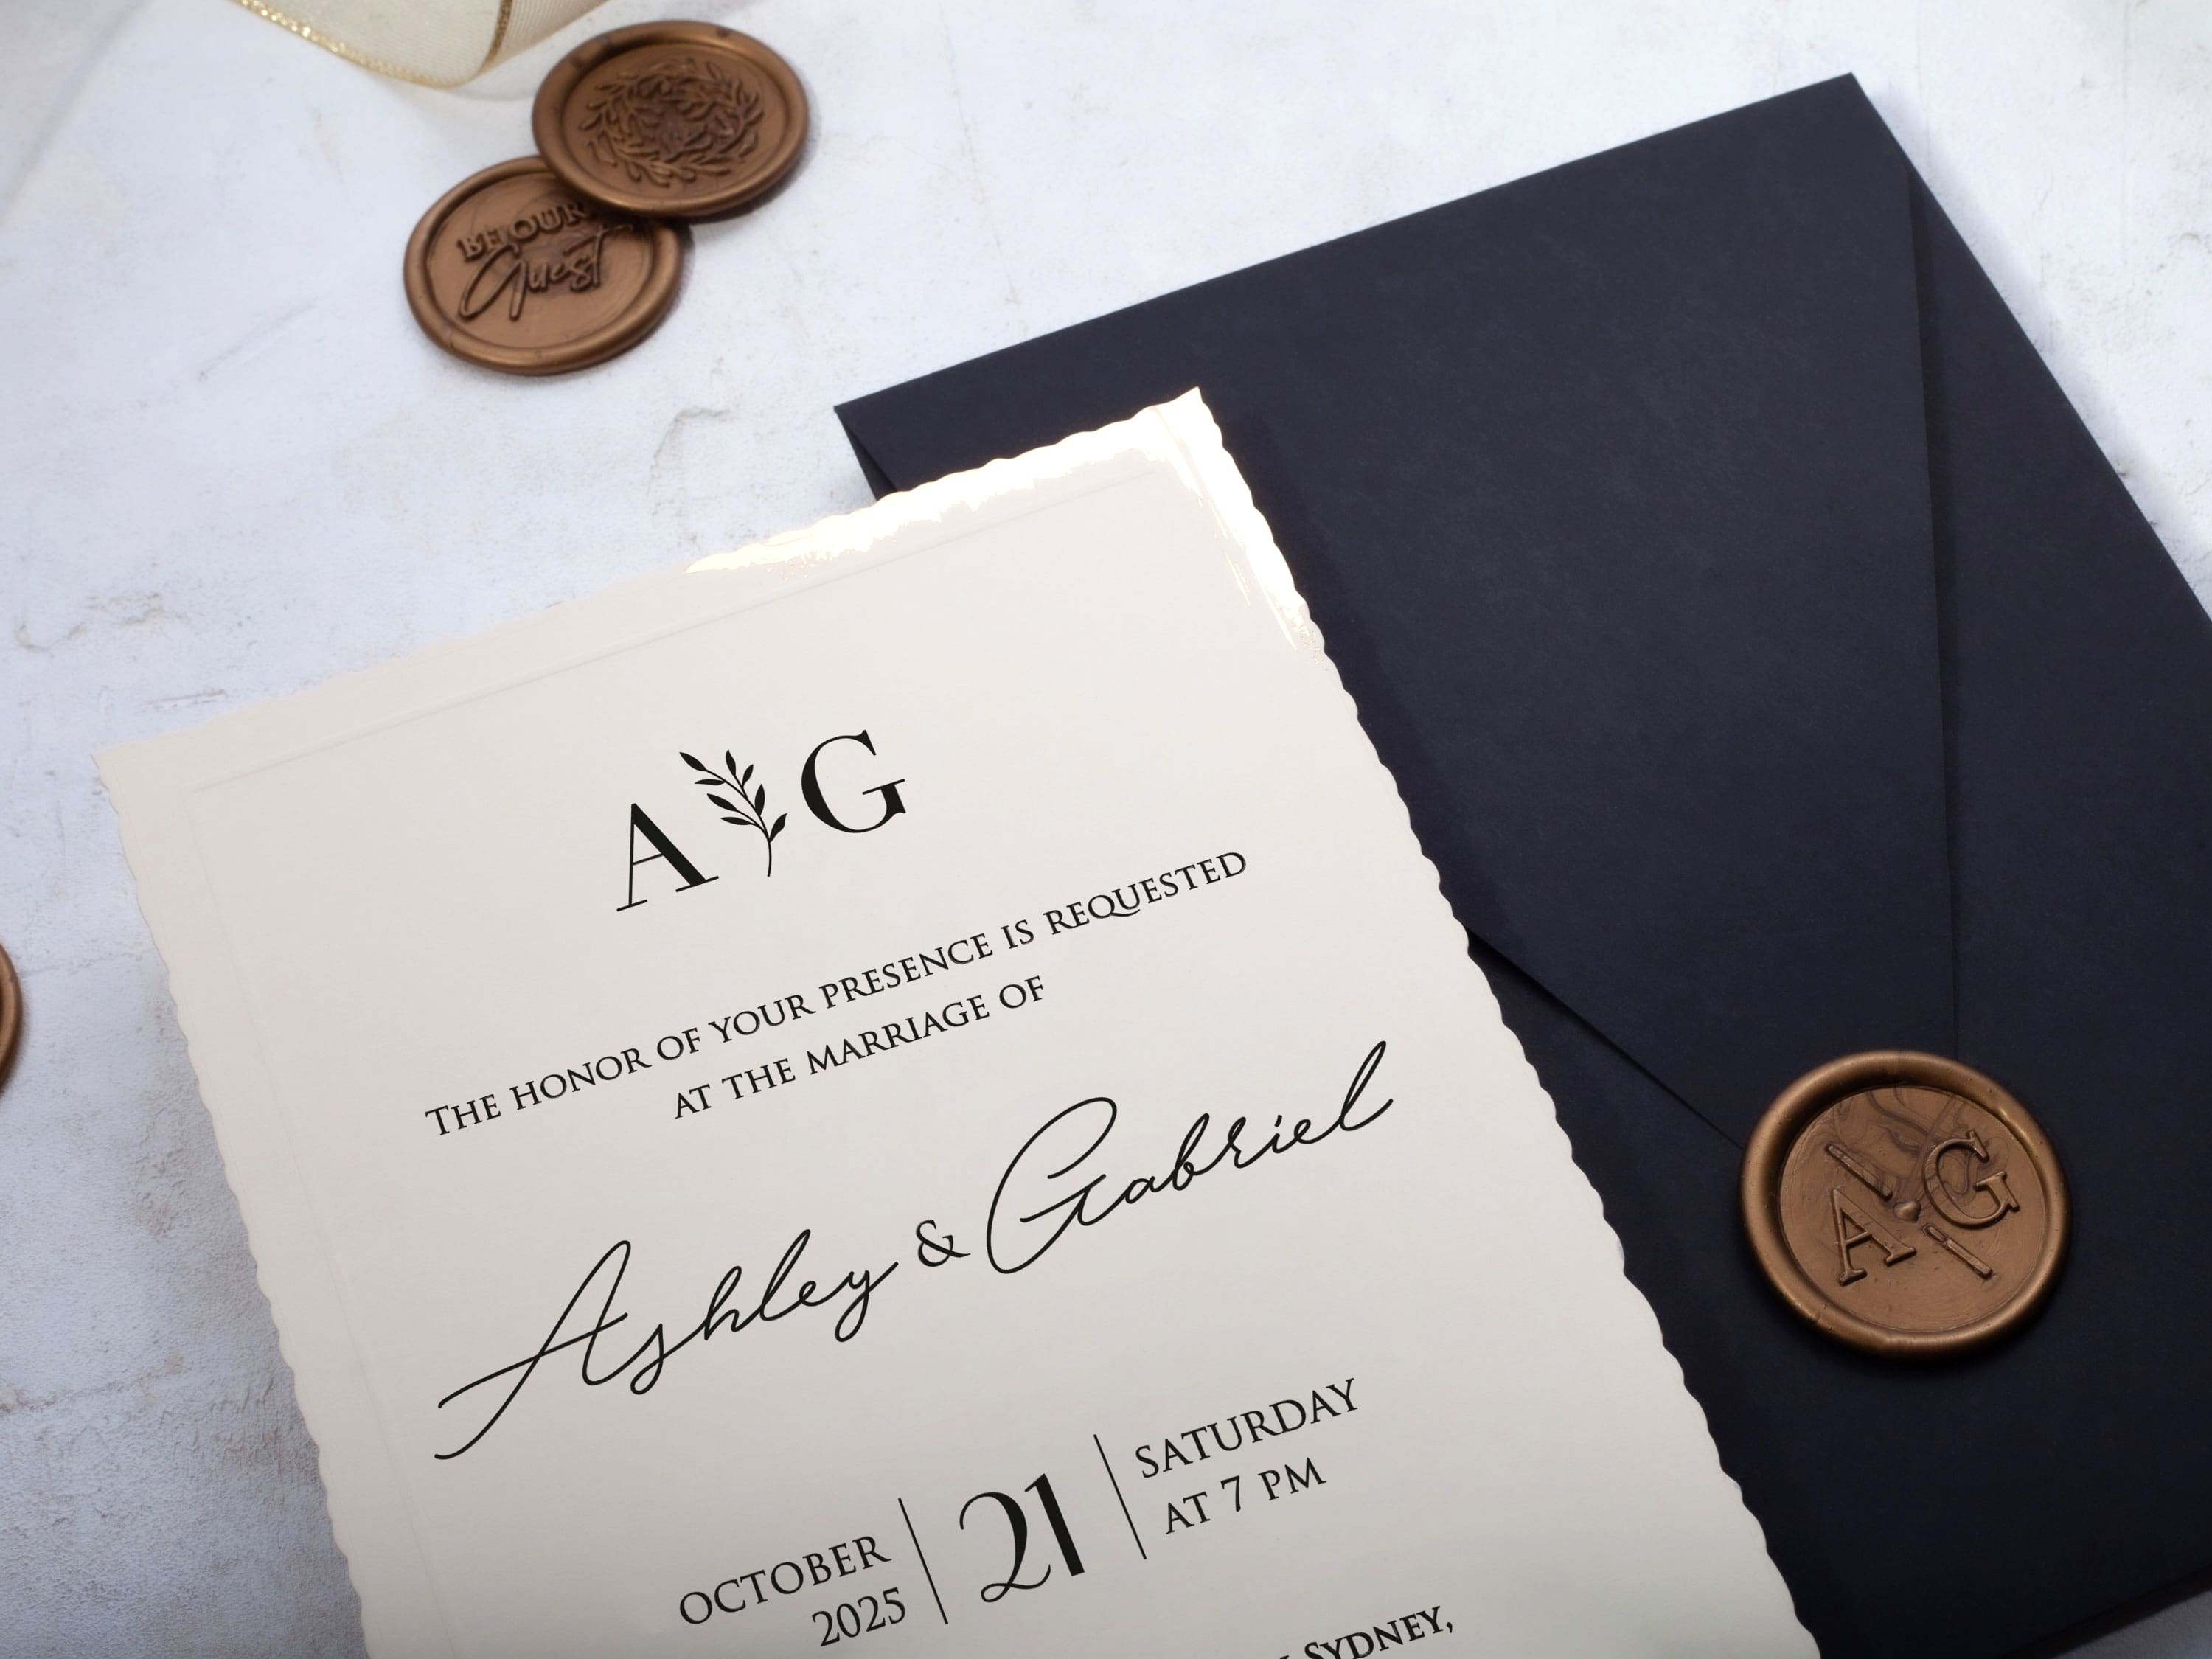 BE OUR
Guest
A G
THE HONOR OF YOUR PRESENCE IS REQUESTED
AT THE MARRIAGE OF
Ashley & Gabriel
OCTOBER
2025
21
SATURDAY
AT 7 PM
SYDNEY,
A G